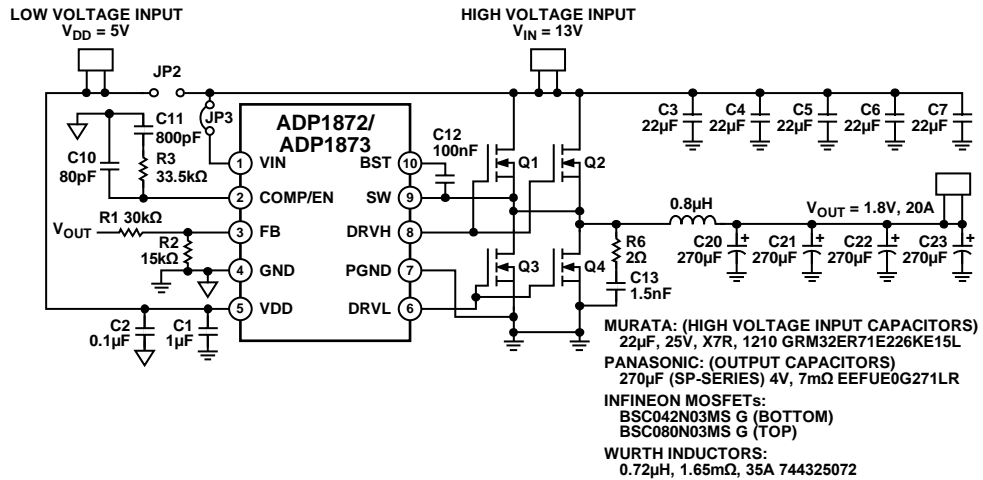 LOW VOLTAGE INPUT
VDD = 5V
HIGH VOLTAGE INPUT
VIN = 13V
JP2
JP3
C11
800pF
C10
80pF
R3
33.5kΩ
ADP1872/
ADP1873
1 VIN
2 COMP/EN
3 FB
4 GND
5 VDD
BST 10
SW 9
DRVH 8
PGND 7
DRVL 6
VOUT
R1 30kΩ
R2
15kΩ
C2
0.1µF
C1
1µF
C12
100nF
Q1
Q2
Q3
Q4
C3
22µF
C4
22µF
C5
22µF
C6
22µF
C7
22µF
0.8µH
VOUT = 1.8V, 20A
R6
2Ω
C13
1.5nF
C20
270µF
+
C21
270µF
+
C22
270µF
+
C23
270µF
+
MURATA: (HIGH VOLTAGE INPUT CAPACITORS)
22µF, 25V, X7R, 1210 GRM32ER71E226KE15L
PANASONIC: (OUTPUT CAPACITORS)
270µF (SP-SERIES) 4V, 7mΩ EEFUE0G271LR
INFINEON MOSFETs:
BSC042N03MS G (BOTTOM)
BSC080N03MS G (TOP)
WURTH INDUCTORS:
0.72µH, 1.65mΩ, 35A 744325072